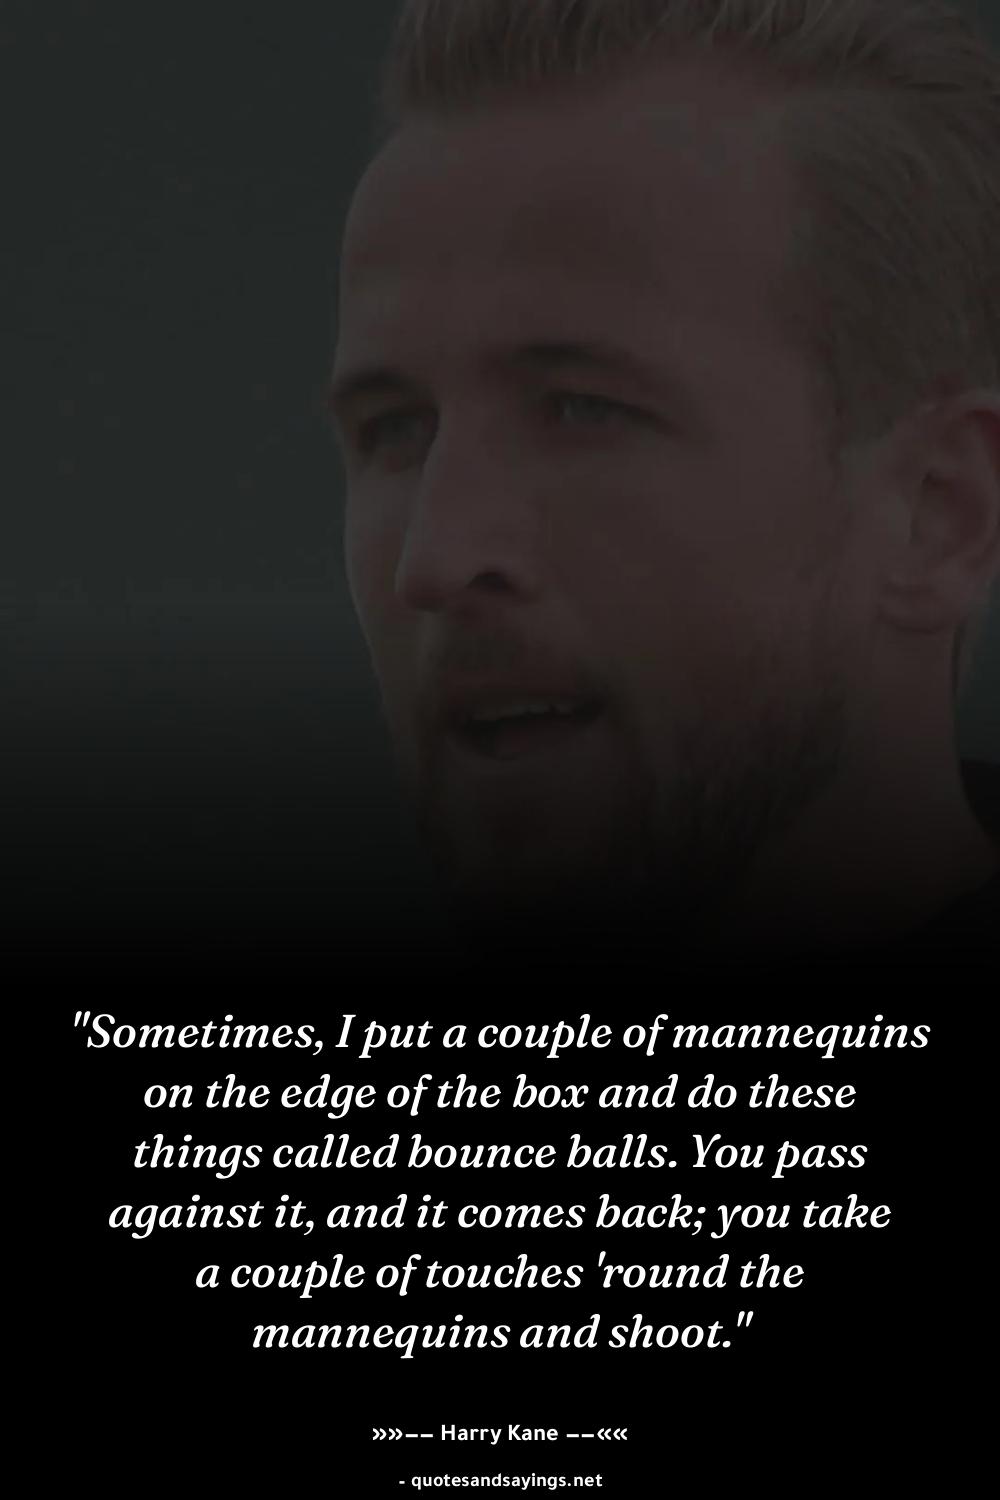 "Sometimes, I put a couple of mannequins
on the edge of the box and do these
things called bounce balls. You pass
against it, and it comes back; you take
a couple of touches 'round the
mannequins and shoot."
»»−− Harry Kane −−««
- quotesandsayings.net